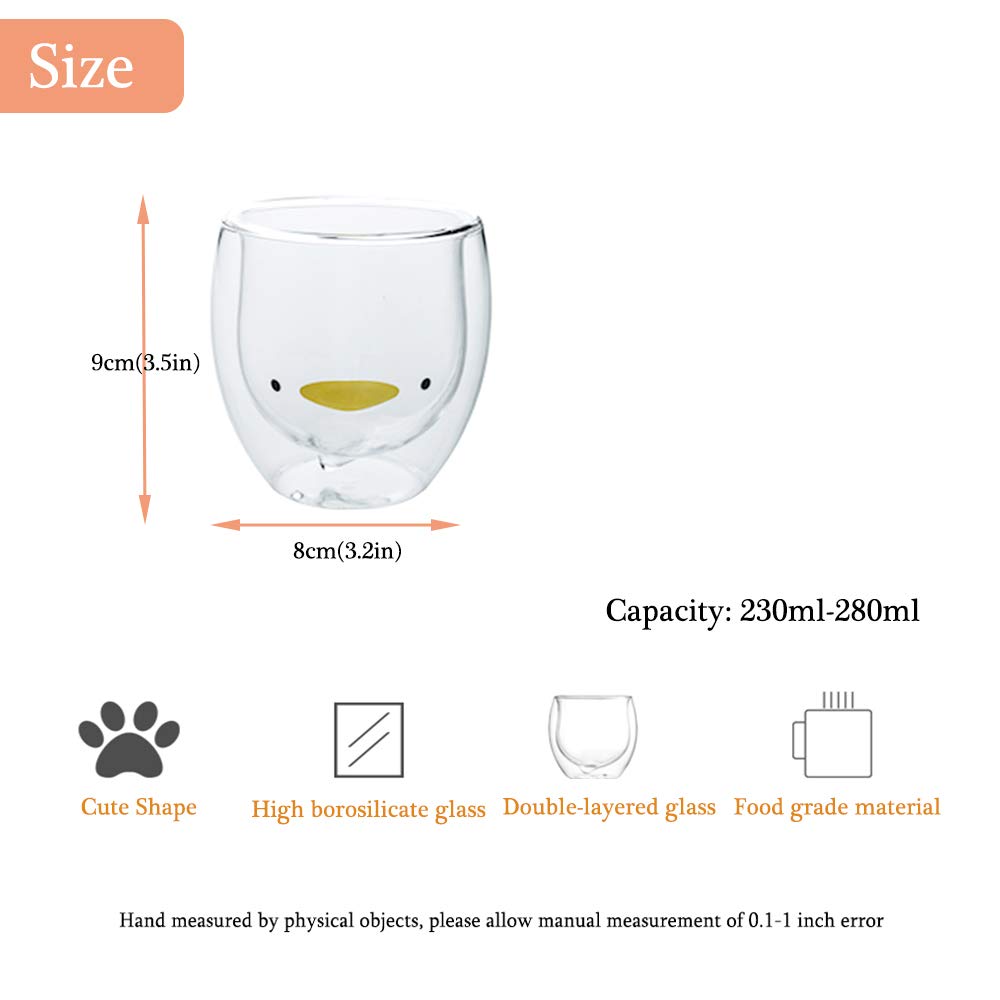 Size
9cm(3.5in)
8cm(3.2in)
Capacity: 230ml-280ml
Cute Shape
High borosilicate glass
Double-layered glass
Food grade material
Hand measured by physical objects, please allow manual measurement of 0.1-1 inch error